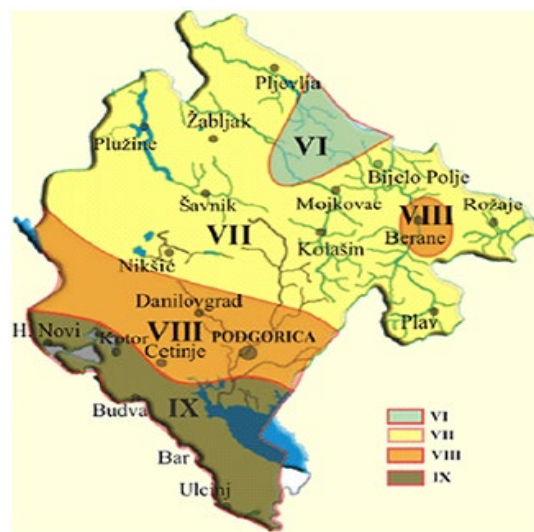 Pljevlja
Žabljak
Plužine
VI
Bijelo Polje
Šavnik
Mojkovac
VIII
Rožaje
VII
Berane
Kolašin
Nikšić
Danilovgrad
Plav
VIII
PODGORICA
H. Novi
Kotor
Cetinje
IX
Budva
VI
VII
Bar
VIII
IX
Ulcinj